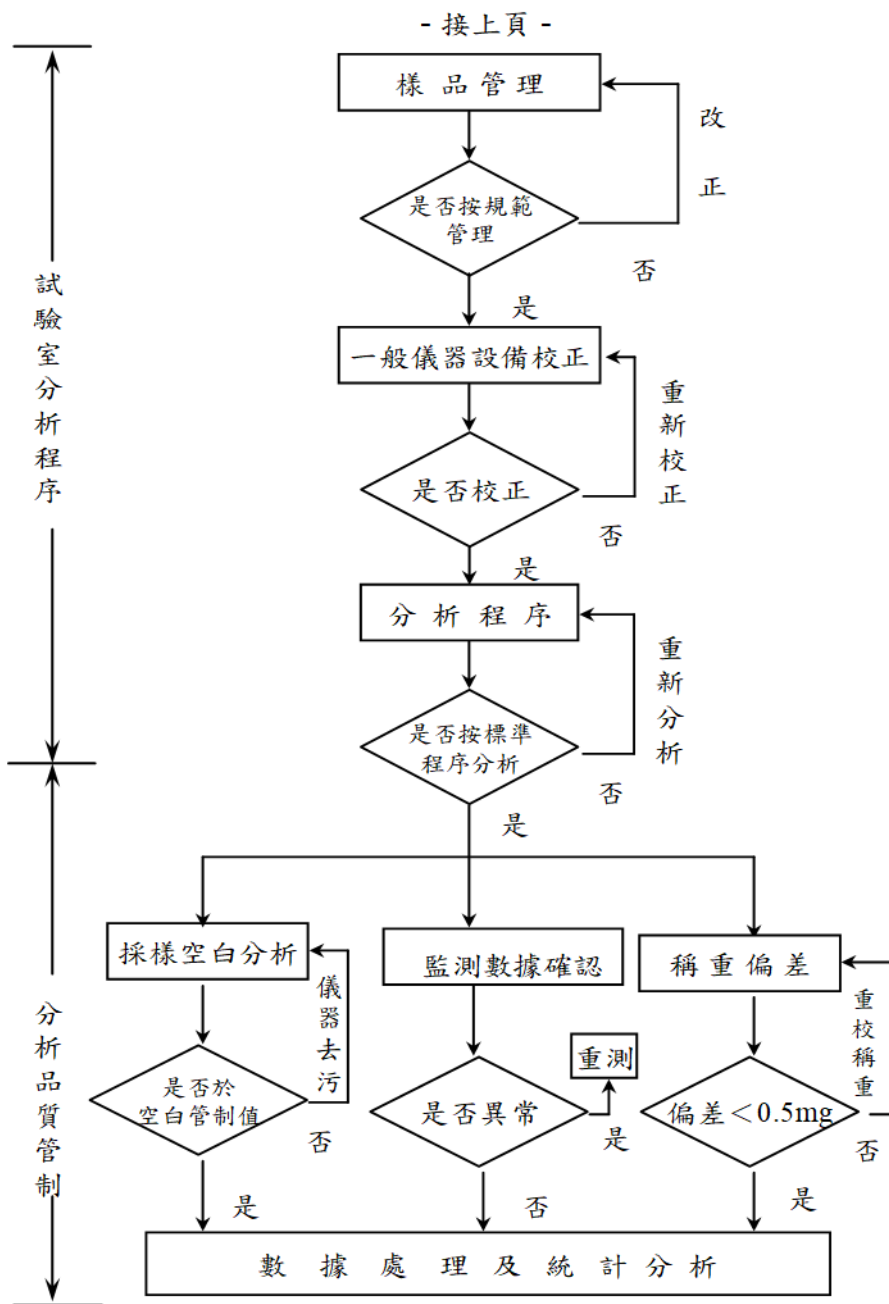 - 接上頁 -
樣品管理
改正
是否按規範
管理
否
是
試驗室分析程序
一般儀器設備校正
重新校正
是否校正
否
是
分析程序
重新分析
是否按標準
程序分析
否
是
採樣空白分析
監測數據確認
稱重偏差
儀器去污
重校稱重
分析品質管制
重測
是否於
空白管制值
是否異常
偏差＜0.5mg
否
是
否
是
否
是
數據處理及統計分析